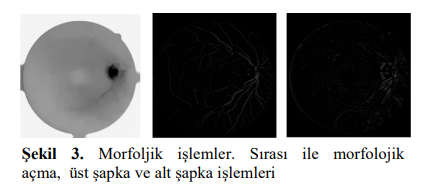 Şekil 3. Morfoljik işlemler. Sırası ile morfolojik
açma, üst şapka ve alt şapka işlemleri